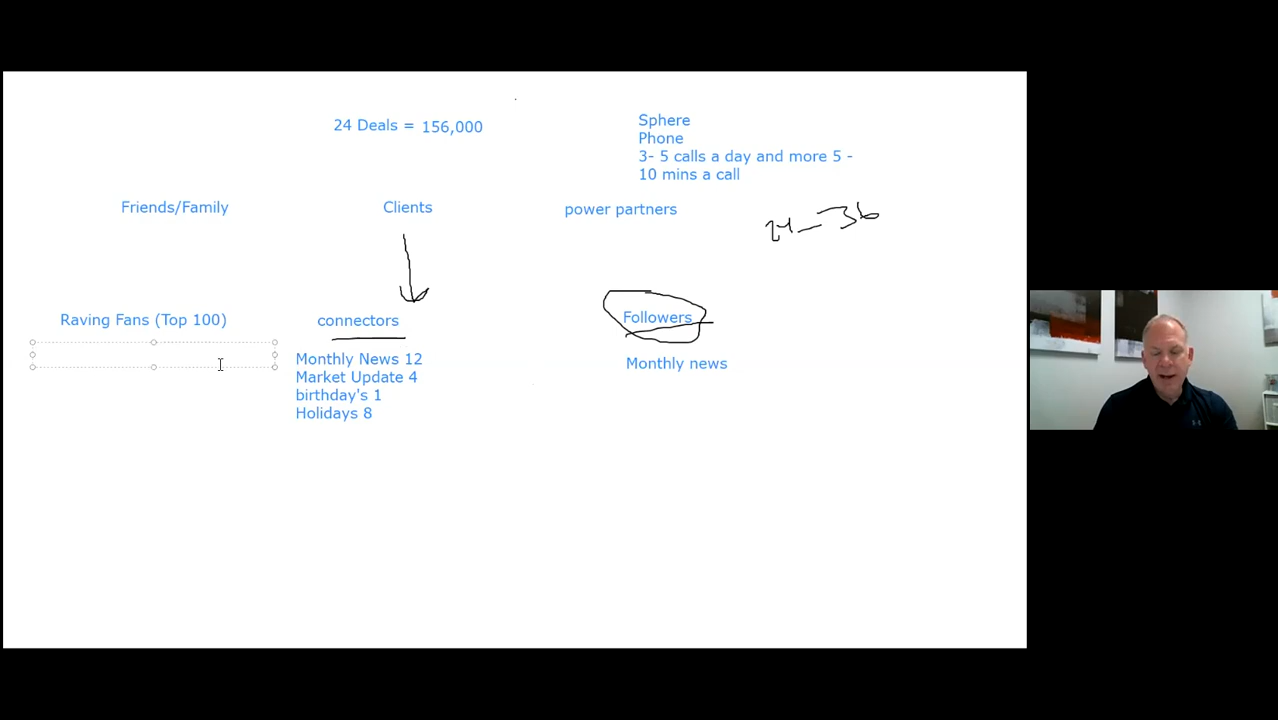 24 Deals = 156,000
Sphere
Phone
3- 5 calls a day and more 5 -
10 mins a call
Friends/Family
Clients
power partners
24-36
Raving Fans (Top 100)
connectors
Followers
Monthly News 12
Market Update 4
birthday's 1
Holidays 8
Monthly news